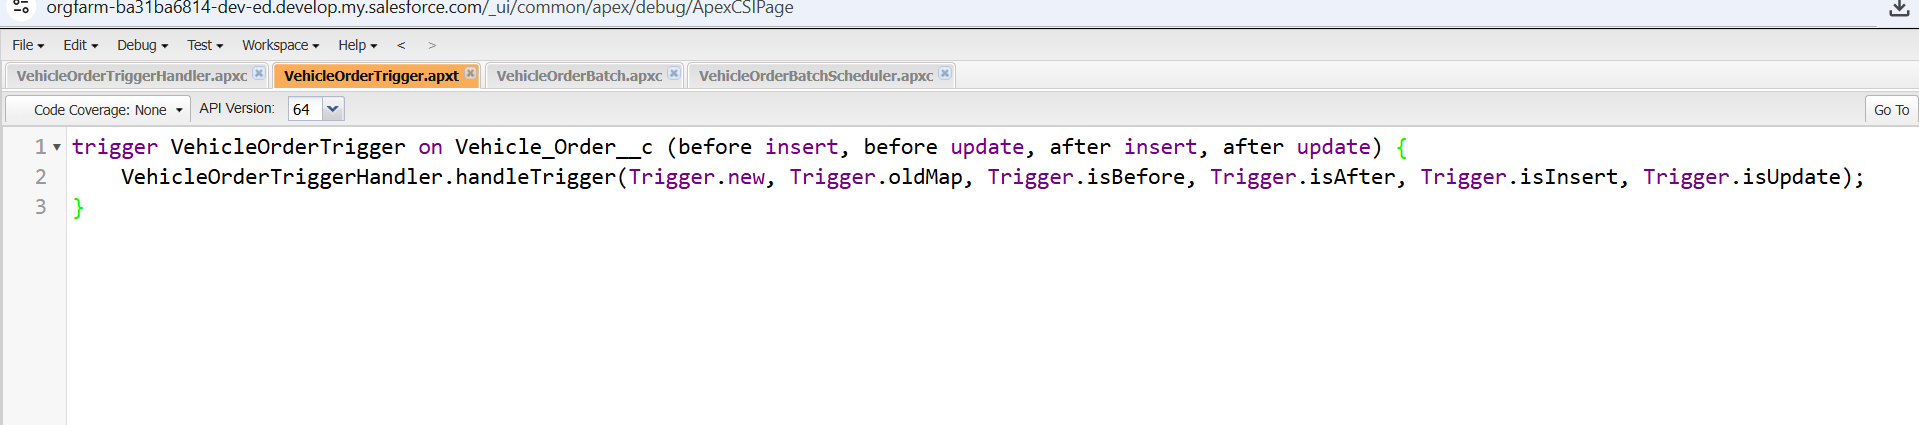 orgfarm-ba31ba6814-dev-ed.develop.my.salesforce.com/_ui/common/apex/debug/ApexCSIPage
File Edit Debug Test Workspace Help < >
VehicleOrderTriggerHandler.apxc VehicleOrderTrigger.apxt VehicleOrderBatch.apxc VehicleOrderBatchScheduler.apxc
Code Coverage: None API Version: 64 Go To
1 trigger VehicleOrderTrigger on Vehicle_Order__c (before insert, before update, after insert, after update) {
2 VehicleOrderTriggerHandler.handleTrigger(Trigger.new, Trigger.oldMap, Trigger.isBefore, Trigger.isAfter, Trigger.isInsert, Trigger.isUpdate);
3 }